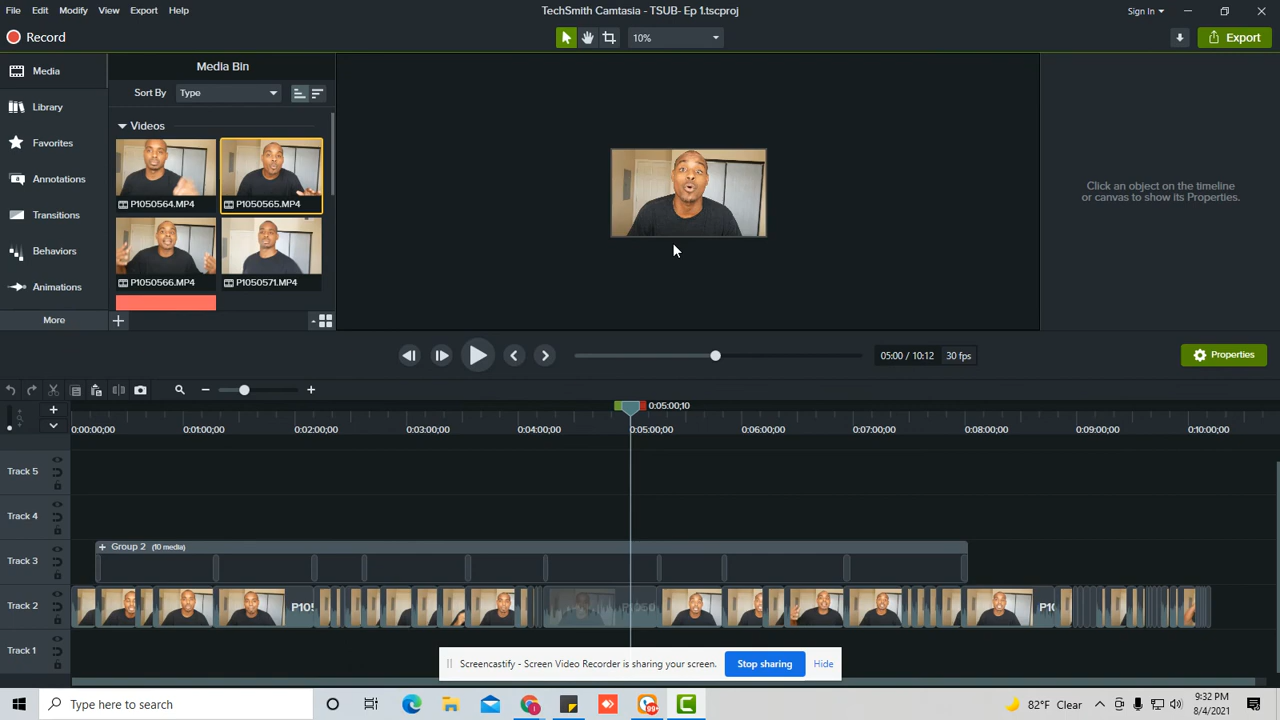 File Edit Modify View Export Help
TechSmith Camtasia - TSUB- Ep 1.tscproj
Sign In
Record
10%
Export
Media
Library
Favorites
Annotations
Transitions
Behaviors
Animations
More
Media Bin
Sort By Type
Videos
P1050564.MP4
P1050565.MP4
P1050566.MP4
P1050571.MP4
Click an object on the timeline
or canvas to show its Properties.
05:00 / 10:12 30 fps
Properties
0:05:00;10
0:00:00;00 0:01:00;00 0:02:00;00 0:03:00;00 0:04:00;00 0:05:00;00 0:06:00;00 0:07:00;00 0:08:00;00 0:09:00;00 0:10:00;00
Track 5
Track 4
Track 3
Group 2 (10 media)
Track 2
Track 1
Screencastify - Screen Video Recorder is sharing your screen. Stop sharing Hide
Type here to search
99+
82°F Clear
9:32 PM
8/4/2021